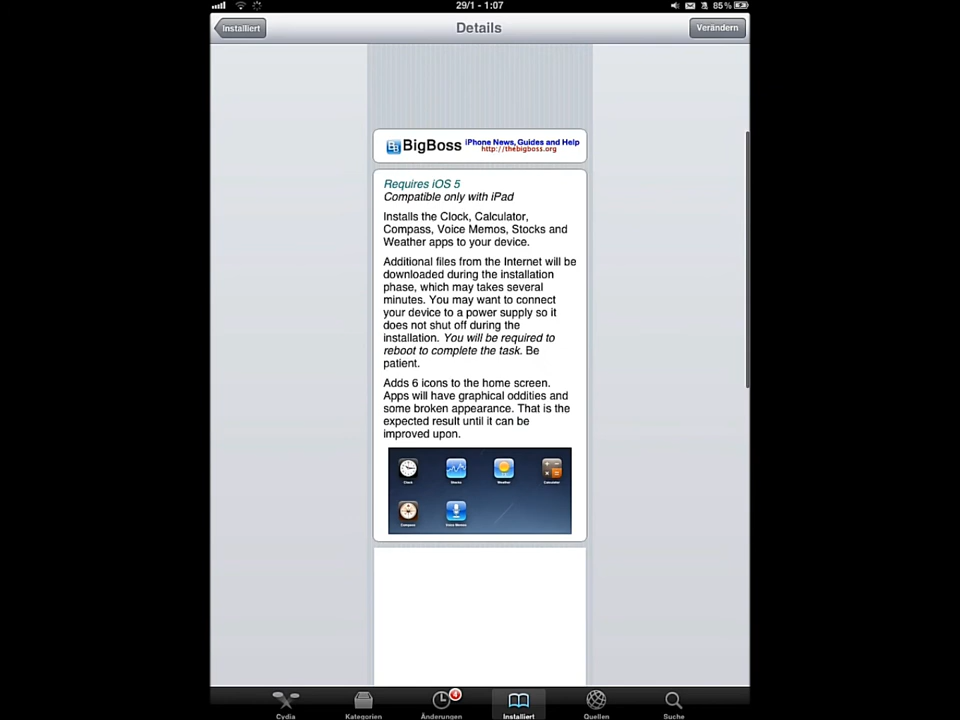 29/1 - 1:07
85%
Installiert
Details
Verändern
BigBoss
iPhone News, Guides and Help
http://thebigboss.org
Requires iOS 5
Compatible only with iPad
Installs the Clock, Calculator,
Compass, Voice Memos, Stocks and
Weather apps to your device.
Additional files from the Internet will be
downloaded during the installation
phase, which may takes several
minutes. You may want to connect
your device to a power supply so it
does not shut off during the
installation. You will be required to
reboot to complete the task. Be
patient.
Adds 6 icons to the home screen.
Apps will have graphical oddities and
some broken appearance. That is the
expected result until it can be
improved upon.
Clock
Stocks
Weather
Calculator
Compass
Voice Memos
4
Cydia
Kategorien
Änderungen
Installiert
Quellen
Suche